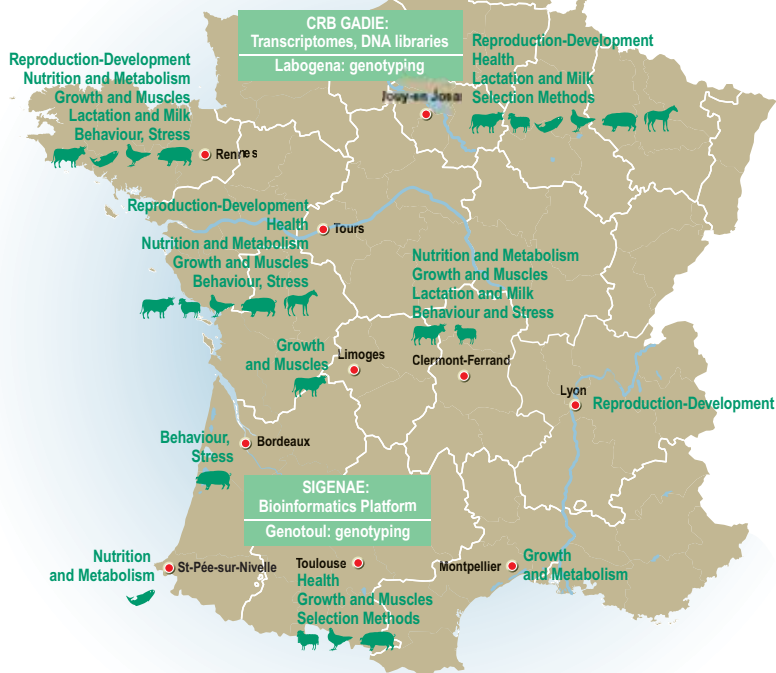 CRB GADIE:
Transcriptomes, DNA libraries
Labogena: genotyping
Reproduction-Development
Nutrition and Metabolism
Growth and Muscles
Lactation and Milk
Behaviour, Stress
Rennes
Jouy-en Josas
Reproduction-Development
Health
Lactation and Milk
Selection Methods
Reproduction-Development
Health
Nutrition and Metabolism
Growth and Muscles
Behaviour, Stress
Tours
Nutrition and Metabolism
Growth and Muscles
Lactation and Milk
Behaviour and Stress
Clermont-Ferrand
Growth
and Muscles
Limoges
Lyon
Reproduction-Development
Behaviour,
Stress
Bordeaux
SIGENAE:
Bioinformatics Platform
Genotoul: genotyping
Nutrition
and Metabolism
St-Pée-sur-Nivelle
Toulouse
Health
Growth and Muscles
Selection Methods
Montpellier
Growth
and Metabolism